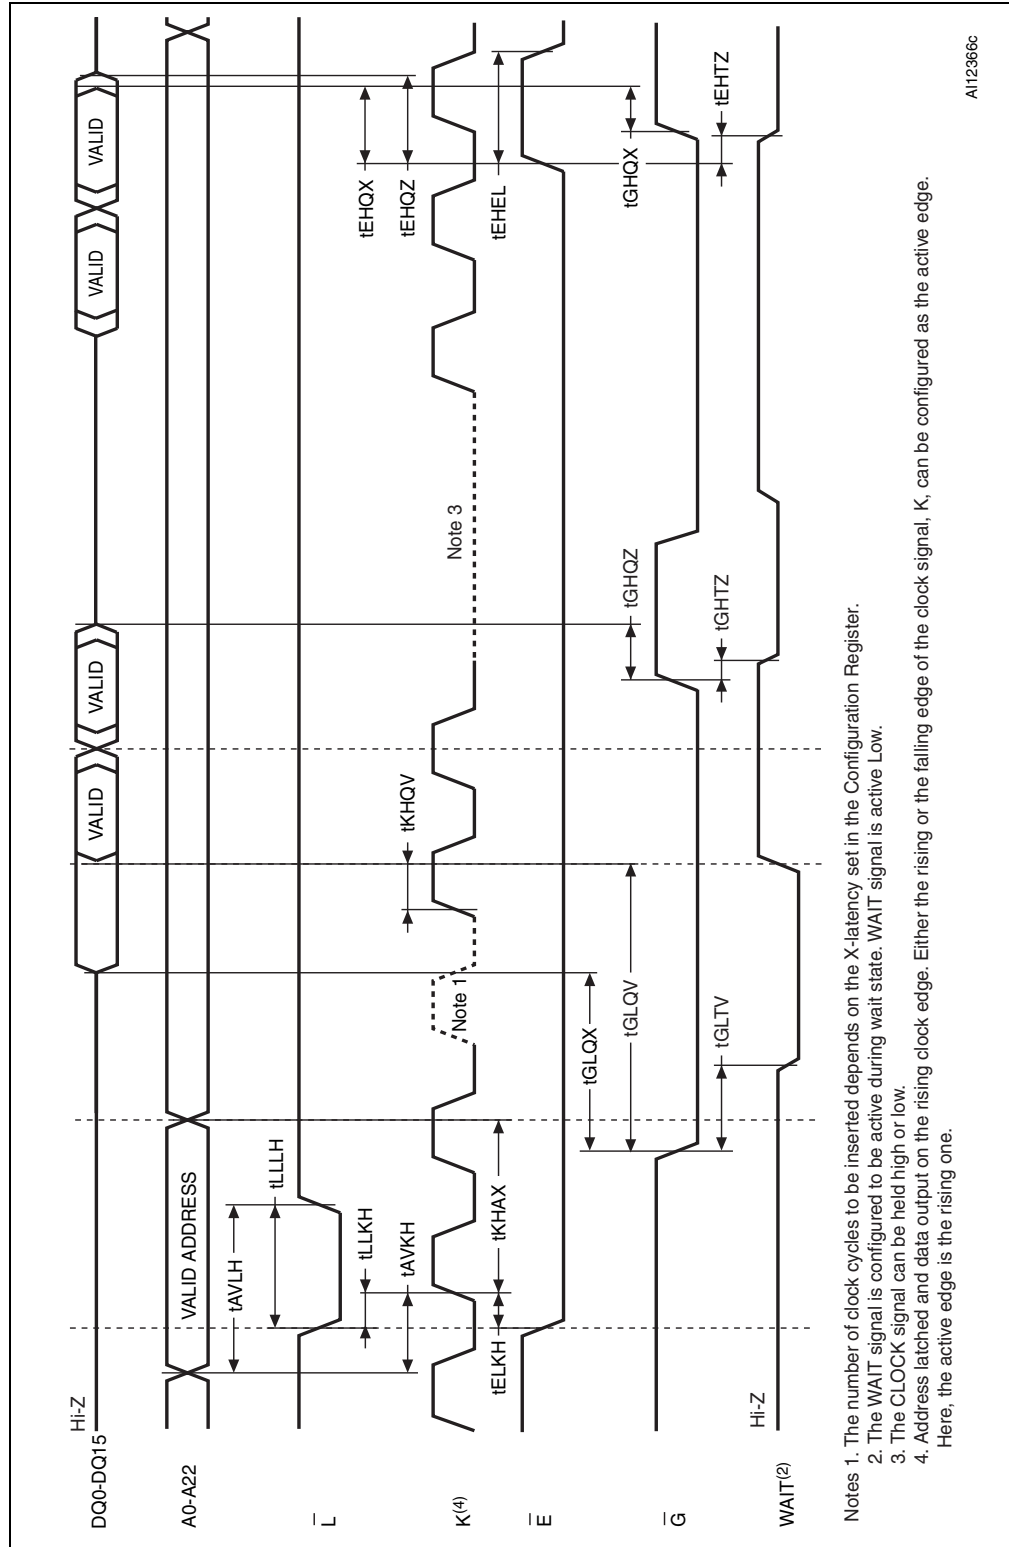 Hi-Z
DQ0-DQ15
VALID
VALID
VALID
VALID
A0-A22
VALID ADDRESS
tAVLH
L
tLLLH
tLLKH
tAVKH
tKHQV
tEHQX
tEHQZ
K(4)
Note 1
Note 3
tELKH
tKHAX
tEHEL
E
tGLQX
tGLQV
tGHQZ
tGHQX
G
tGLTV
tGHTZ
tEHTZ
Hi-Z
WAIT(2)
Notes 1. The number of clock cycles to be inserted depends on the X-latency set in the Configuration Register.
2. The WAIT signal is configured to be active during wait state. WAIT signal is active Low.
3. The CLOCK signal can be held high or low.
4. Address latched and data output on the rising clock edge. Either the rising or the falling edge of the clock signal, K, can be configured as the active edge.
Here, the active edge is the rising one.
AI12366c